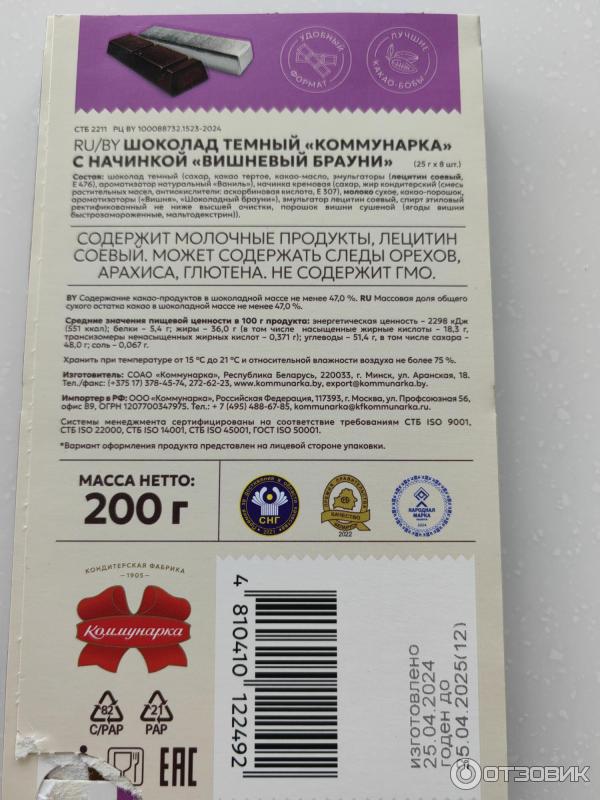 УДОБНЫЙ ФОРМАТ
ЛУЧШИЕ КАКАО-БОБЫ
СТБ 2211 РЦ BY 100088732.1523-2024
RU/BY ШОКОЛАД ТЕМНЫЙ «КОММУНАРКА»
С НАЧИНКОЙ «ВИШНЕВЫЙ БРАУНИ» (25 г х 8 шт.)
Состав: шоколад темный (сахар, какао тертое, какао-масло, эмульгаторы (лецитин соевый,
Е 476), ароматизатор натуральный «Ваниль»), начинка кремовая (сахар, жир кондитерский (смесь
растительных масел, антиокислители: аскорбиновая кислота, Е 307), молоко сухое, какао-порошок,
ароматизаторы («Вишня», «Шоколадный брауни»), эмульгатор лецитин соевый, спирт этиловый
ректификованный не ниже высшей очистки, порошок вишни сушеной (ягоды вишни
быстрозамороженные, мальтодекстрин)).
СОДЕРЖИТ МОЛОЧНЫЕ ПРОДУКТЫ, ЛЕЦИТИН
СОЕВЫЙ. МОЖЕТ СОДЕРЖАТЬ СЛЕДЫ ОРЕХОВ,
АРАХИСА, ГЛЮТЕНА. НЕ СОДЕРЖИТ ГМО.
BY Содержание какао-продуктов в шоколадной массе не менее 47,0 %. RU Массовая доля общего
сухого остатка какао в шоколадной массе не менее 47,0 %.
Средние значения пищевой ценности в 100 г продукта: энергетическая ценность – 2298 кДж
(551 ккал); белки – 5,4 г; жиры – 36,0 г (в том числе насыщенные жирные кислоты – 18,3 г,
трансизомеры ненасыщенных жирных кислот – 0,371 г); углеводы – 51,4 г, в том числе сахара –
48,0 г; соль – 0,067 г.
Хранить при температуре от 15 °С до 21 °С и относительной влажности воздуха не более 75 %.
Изготовитель: СОАО «Коммунарка», Республика Беларусь, 220033, г. Минск, ул. Аранская, 18.
Тел./факс: (+375 17) 378-45-74, 272-62-23, www.kommunarka.by, export@kommunarka.by.
Импортер в РФ: ООО «Коммунарка», Российская Федерация, 117393, г. Москва, ул. Профсоюзная 56,
офис В9, ОГРН 1207700347975. Тел.: + 7 (495) 488-67-85, kommunarka@kfkommunarka.ru.
Системы менеджмента сертифицированы на соответствие требованиям СТБ ISO 9001,
СТБ ISO 22000, СТБ ISO 14001, СТБ ISO 45001, ГОСТ ISO 50001.
*Вариант оформления продукта представлен на лицевой стороне упаковки.
МАССА НЕТТО:
200 г
СНГ
2021
КАЧЕСТВО
2022
НАРОДНАЯ
МАРКА
2024
КОНДИТЕРСКАЯ ФАБРИКА
1905
Коммунарка
82
C/PAP
21
PAP
EAC
4 810410 122492
изготовлено
25.04.2024
годен до
25.04.2025(12)
ОТЗОВИК